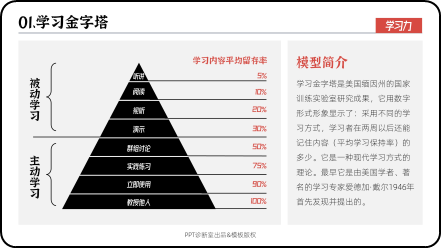 01.学习金字塔
学习力
学习内容平均留存率
被动学习
听讲 5%
阅读 10%
视听 20%
演示 30%
主动学习
群组讨论 50%
实践练习 75%
立即使用 90%
教授他人 100%
模型简介
学习金字塔是美国缅因州的国家
训练实验室研究成果，它用数字
形式形象显示了：采用不同的学
习方式，学习者在两周以后还能
记住内容（平均学习保持率）的
多少。它是一种现代学习方式的
理论。最早它是由美国学者、著
名的学习专家爱德加·戴尔1946年
首先发现并提出的。
PPT诊断室出品&模板版权